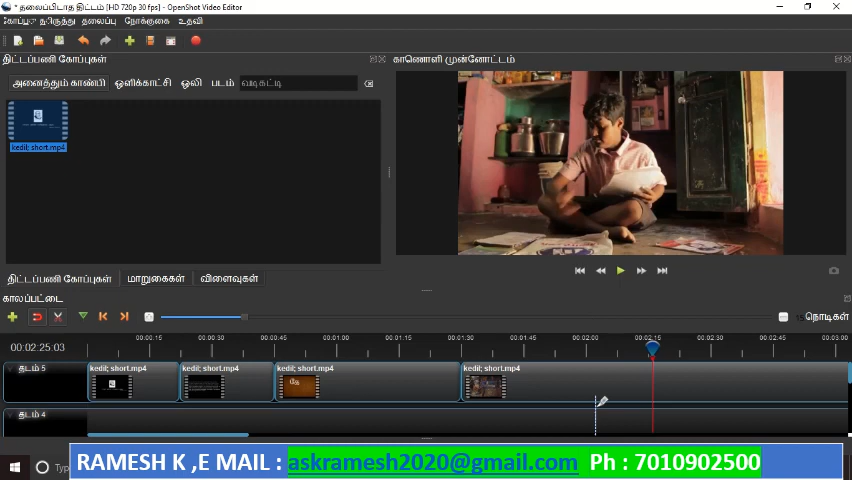 * தலைப்பிடாத திட்டம் [HD 720p 30 fps] - OpenShot Video Editor
கோப்பு திருத்து தலைப்பு நோக்குகை உதவி
திட்டப்பணி கோப்புகள்
காணொளி முன்னோட்டம்
அனைத்தும் காண்பி ஒளிக்காட்சி ஒலி படம் வடிகட்டி
kedil; short.mp4
திட்டப்பணி கோப்புகள் மாறுகைகள் விளைவுகள்
காலப்பட்டை
நொடிகள்
00:02:25:03
00:00:15 00:00:30 00:00:45 00:01:00 00:01:15 00:01:30 00:01:45 00:02:00 00:02:15 00:02:30 00:02:45 00:03:00
தடம் 5 kedil; short.mp4 kedil; short.mp4 kedil; short.mp4 kedil; short.mp4
தடம் 4
RAMESH K ,E MAIL : askramesh2020@gmail.com Ph : 7010902500